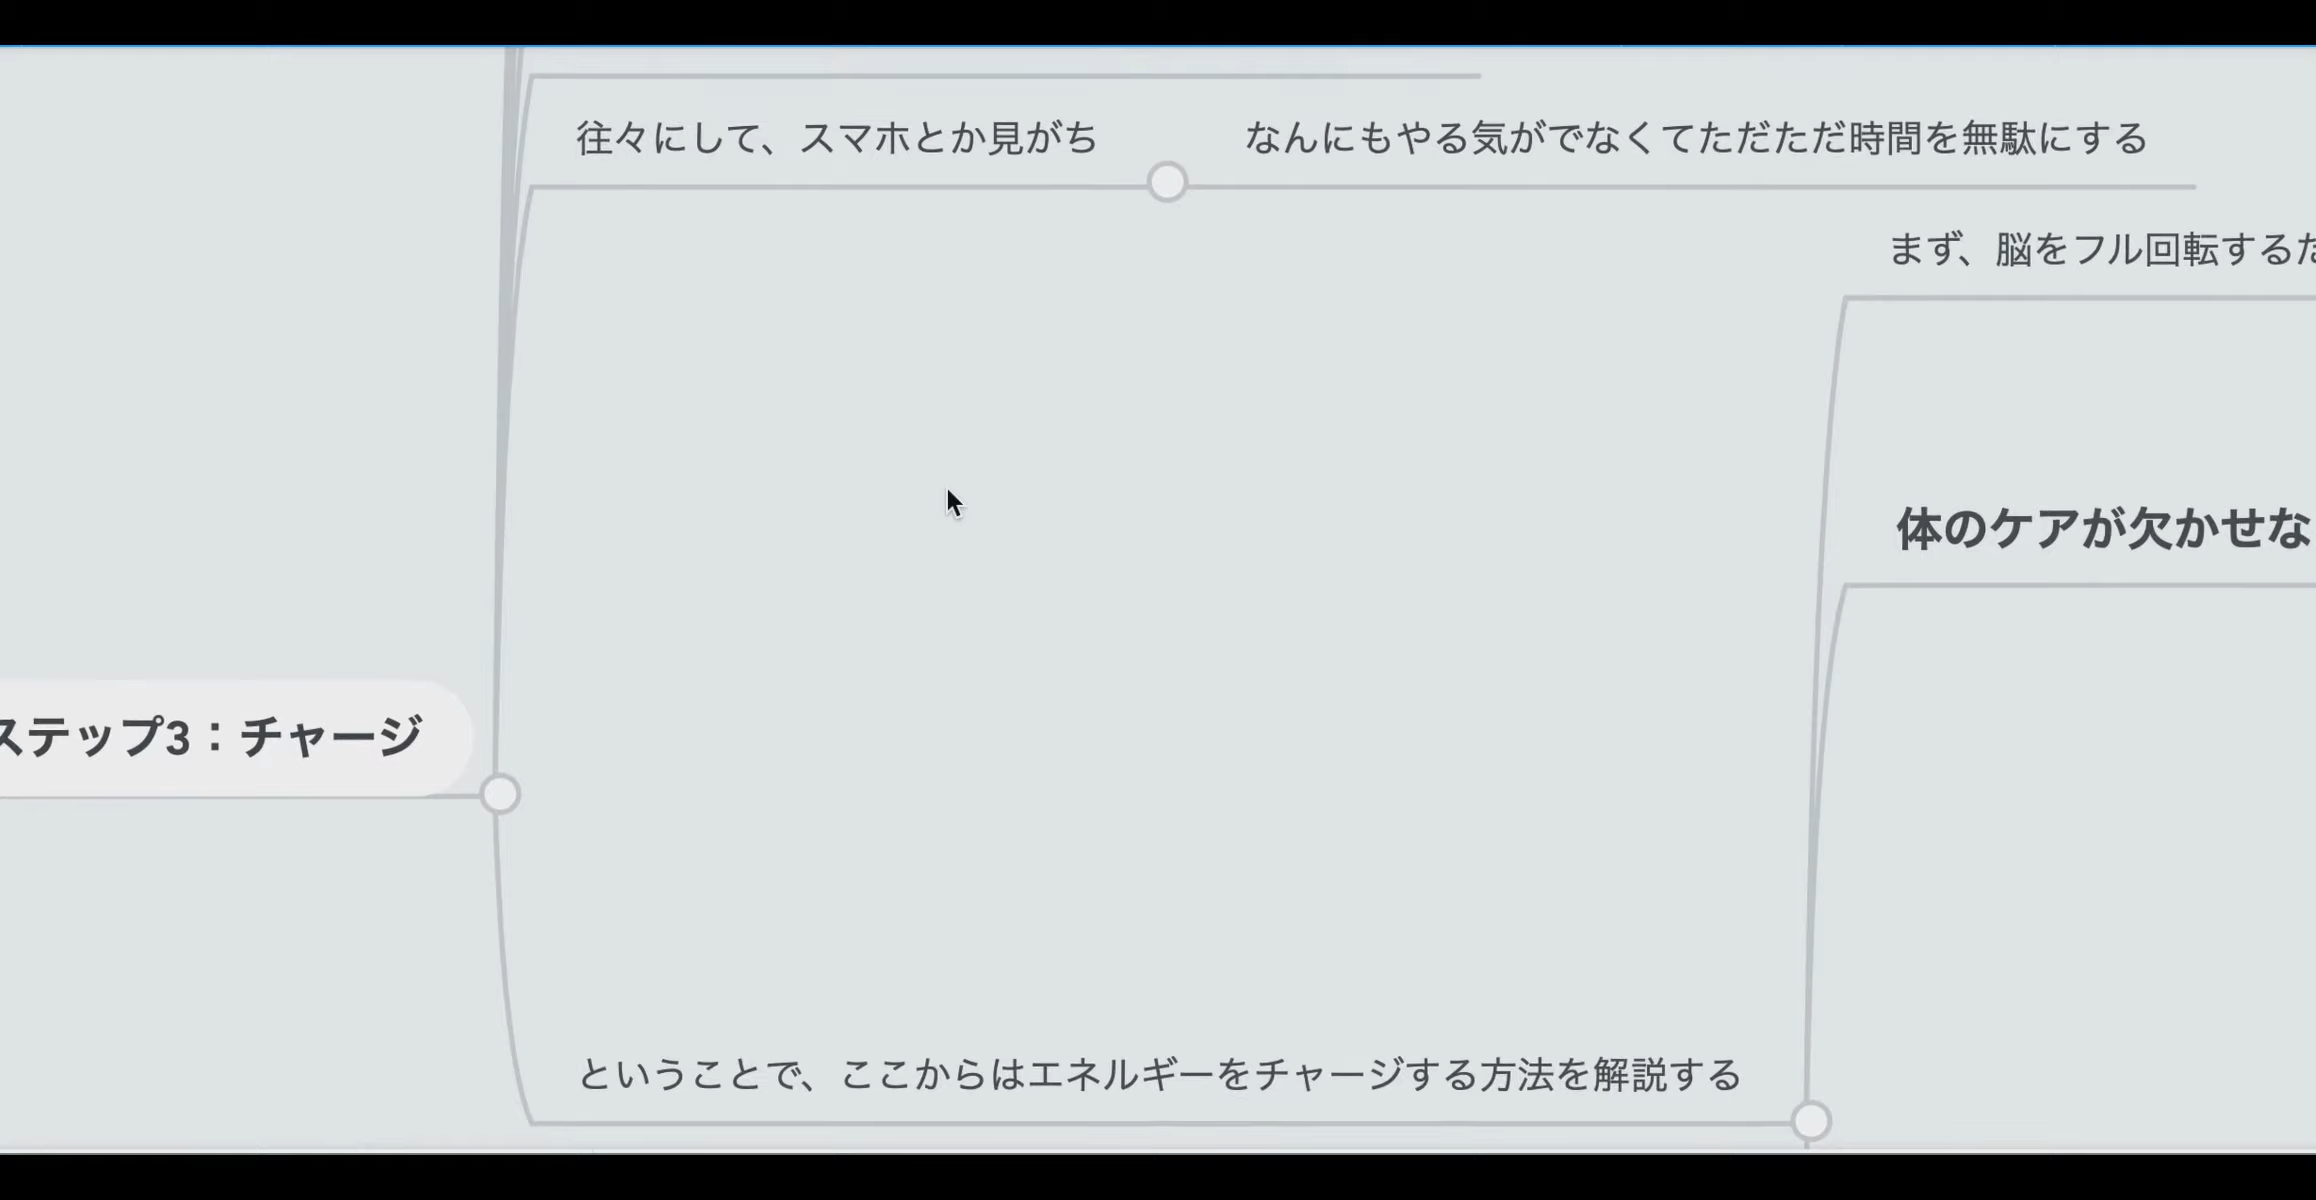 往々にして、スマホとか見がち
なんにもやる気がでなくてただただ時間を無駄にする
まず、脳をフル回転する
体のケアが欠かせな
ステップ3：チャージ
ということで、ここからはエネルギーをチャージする方法を解説する